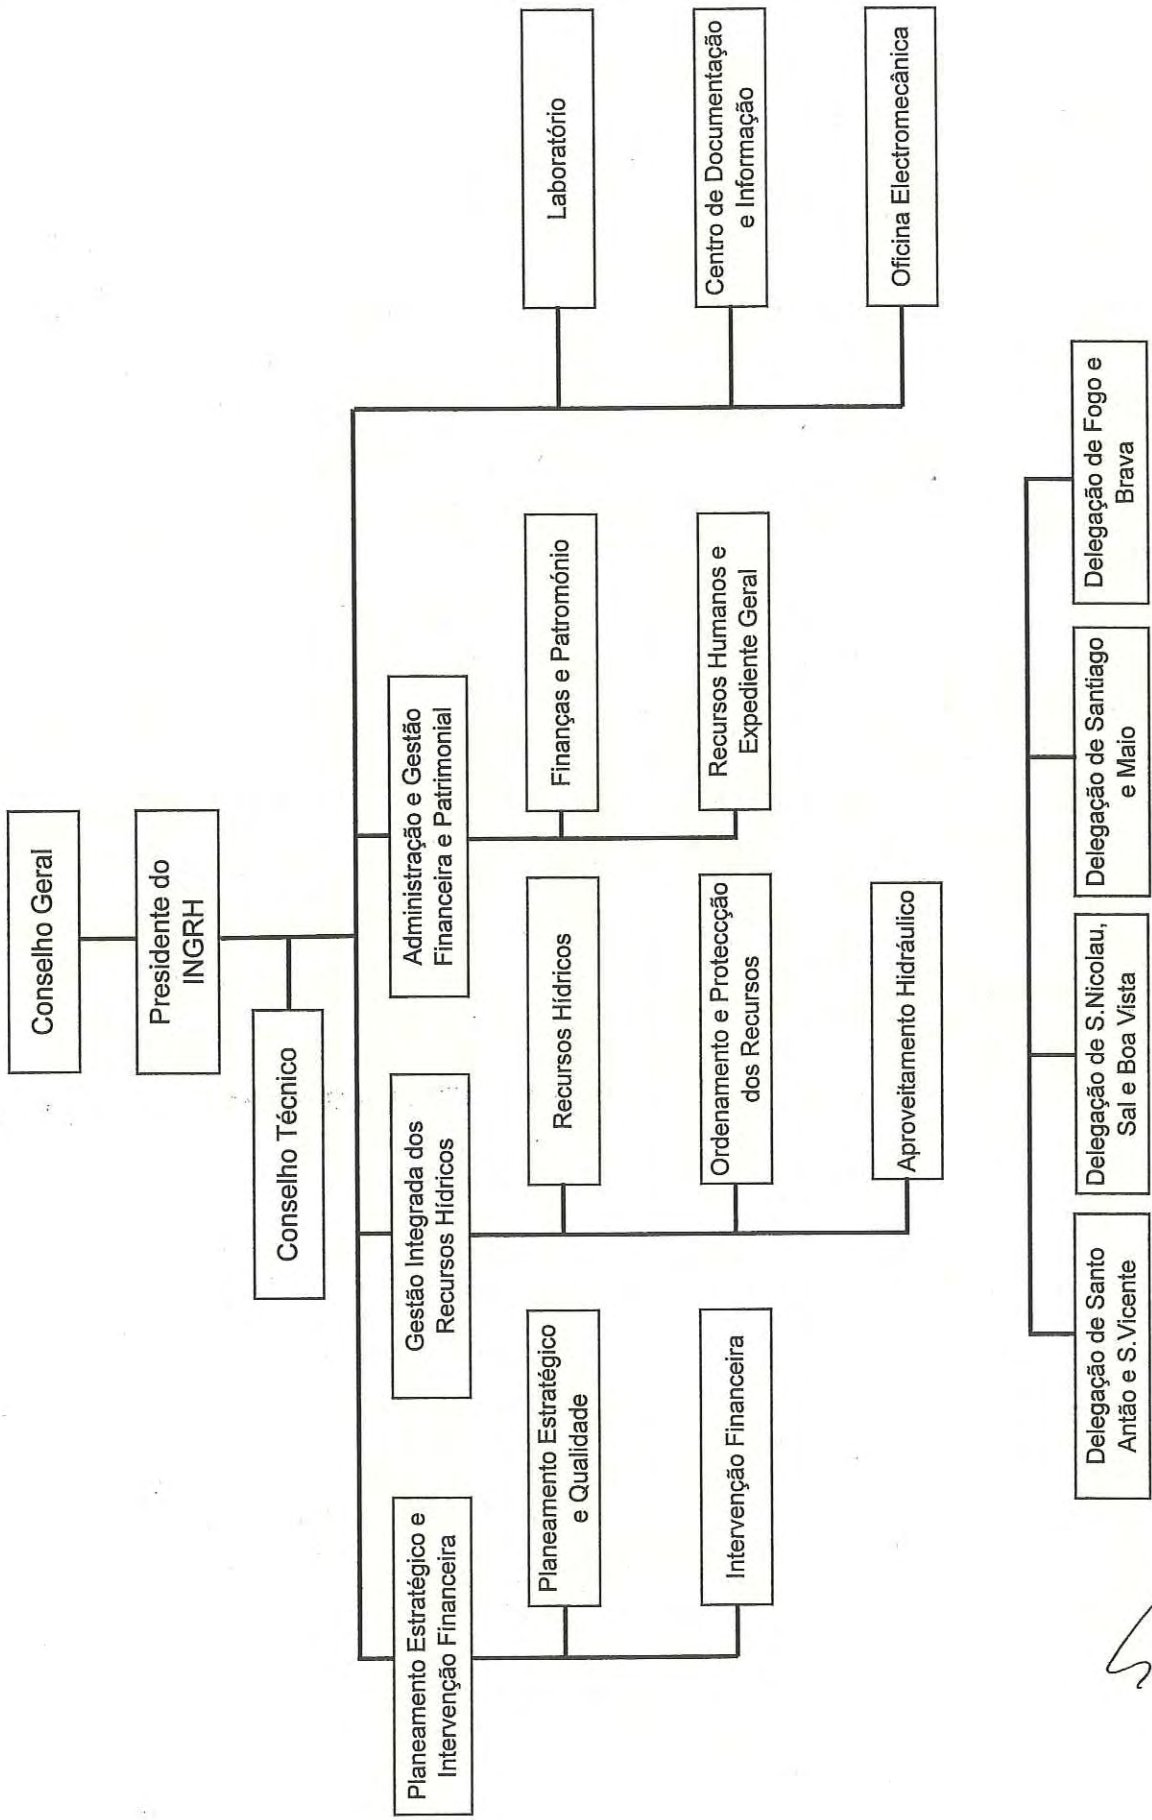 Conselho Geral
Presidente do
INGRH
Conselho Técnico
Planeamento Estratégico e
Intervenção Financeira
Gestão Integrada dos
Recursos Hídricos
Administração e Gestão
Financeira e Patrimonial
Planeamento Estratégico
e Qualidade
Recursos Hídricos
Finanças e Patromónio
Laboratório
Intervenção Financeira
Ordenamento e Protecção
dos Recursos
Recursos Humanos e
Expediente Geral
Centro de Documentação
e Informação
Aproveitamento Hidráulico
Oficina Electromecânica
Delegação de Santo
Antão e S.Vicente
Delegação de S.Nicolau,
Sal e Boa Vista
Delegação de Santiago
e Maio
Delegação de Fogo e
Brava